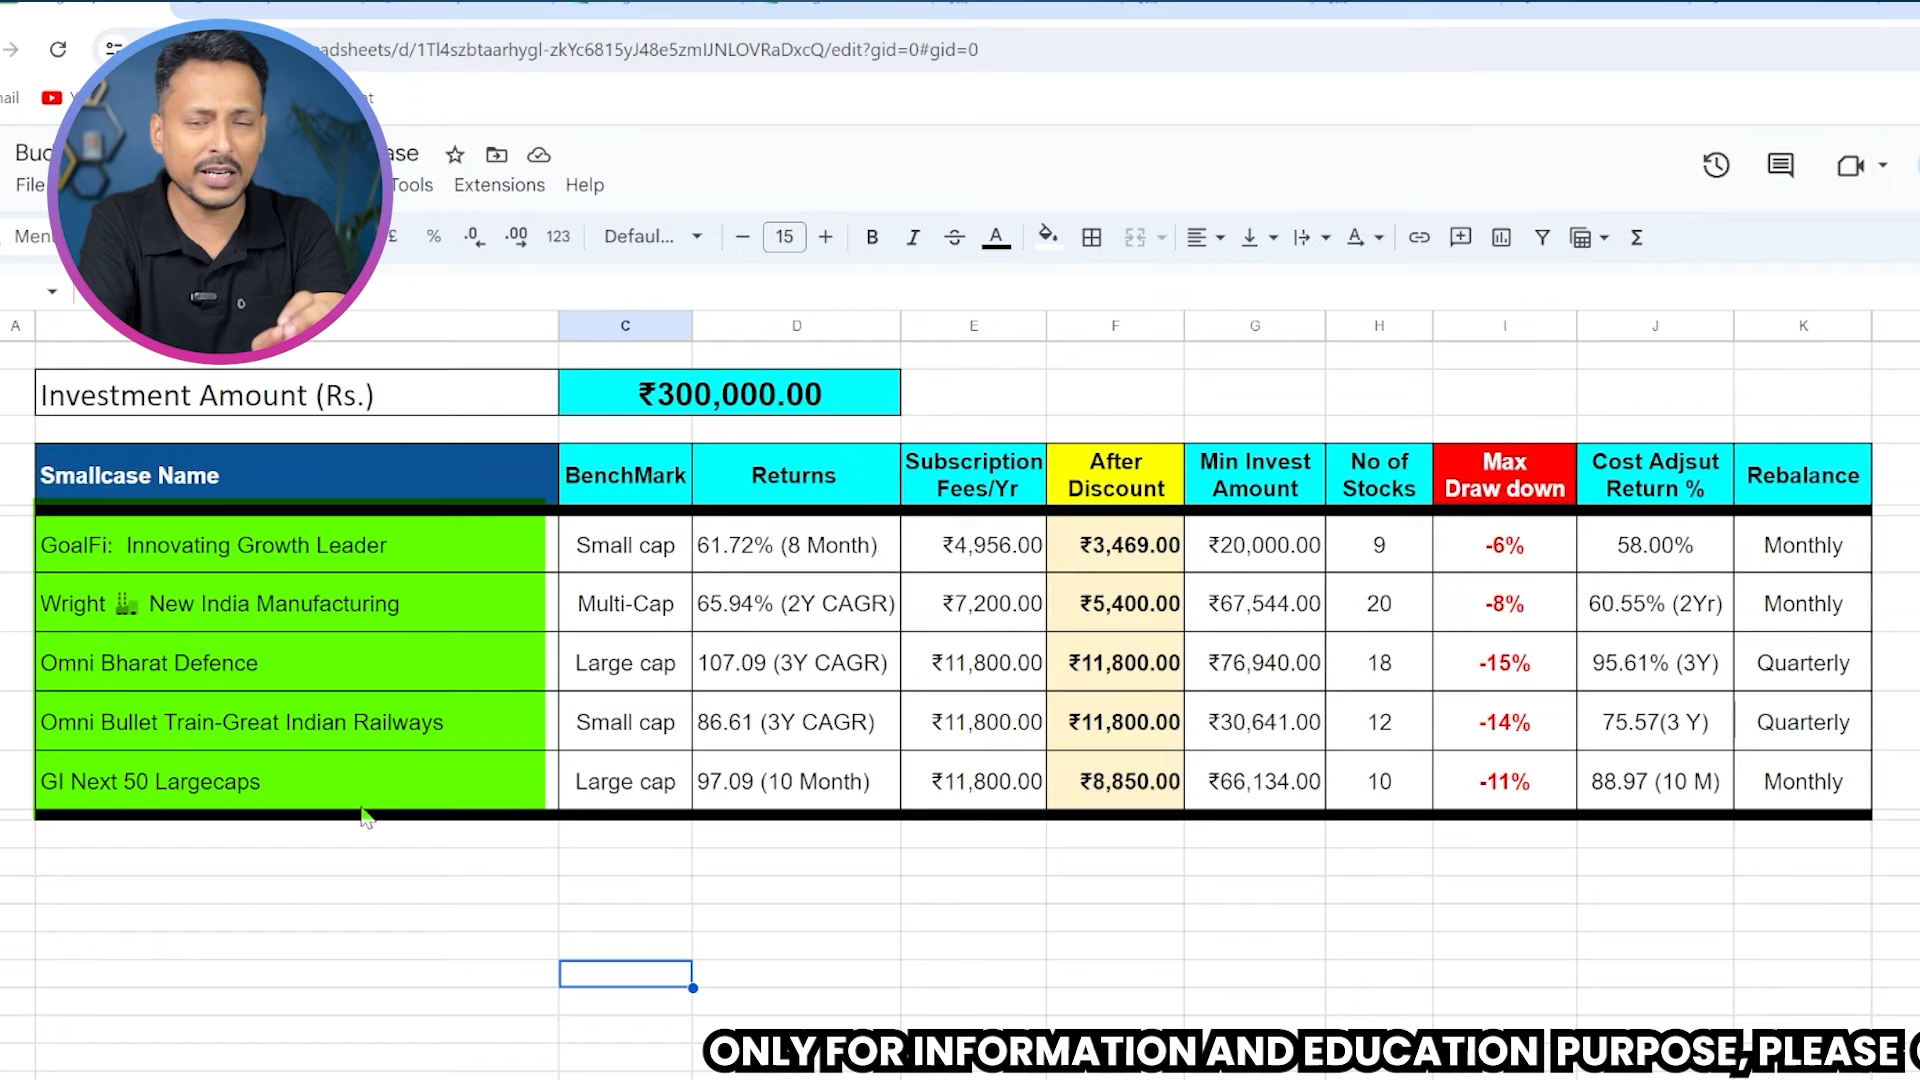 adsheets/d/1Tl4szbtaarhygl-zkYc6815yJ48e5zmIJNLOVRaDxcQ/edit?gid=0#gid=0
File Tools Extensions Help
% .0 .00 123 Defaul... 15 B I S A Σ
A C D E F G H I J K
Investment Amount (Rs.) ₹300,000.00
Smallcase Name BenchMark Returns Subscription Fees/Yr After Discount Min Invest Amount No of Stocks Max Draw down Cost Adjsut Return % Rebalance
GoalFi: Innovating Growth Leader Small cap 61.72% (8 Month) ₹4,956.00 ₹3,469.00 ₹20,000.00 9 -6% 58.00% Monthly
Wright New India Manufacturing Multi-Cap 65.94% (2Y CAGR) ₹7,200.00 ₹5,400.00 ₹67,544.00 20 -8% 60.55% (2Yr) Monthly
Omni Bharat Defence Large cap 107.09 (3Y CAGR) ₹11,800.00 ₹11,800.00 ₹76,940.00 18 -15% 95.61% (3Y) Quarterly
Omni Bullet Train-Great Indian Railways Small cap 86.61 (3Y CAGR) ₹11,800.00 ₹11,800.00 ₹30,641.00 12 -14% 75.57(3 Y) Quarterly
GI Next 50 Largecaps Large cap 97.09 (10 Month) ₹11,800.00 ₹8,850.00 ₹66,134.00 10 -11% 88.97 (10 M) Monthly
ONLY FOR INFORMATION AND EDUCATION PURPOSE, PLEASE